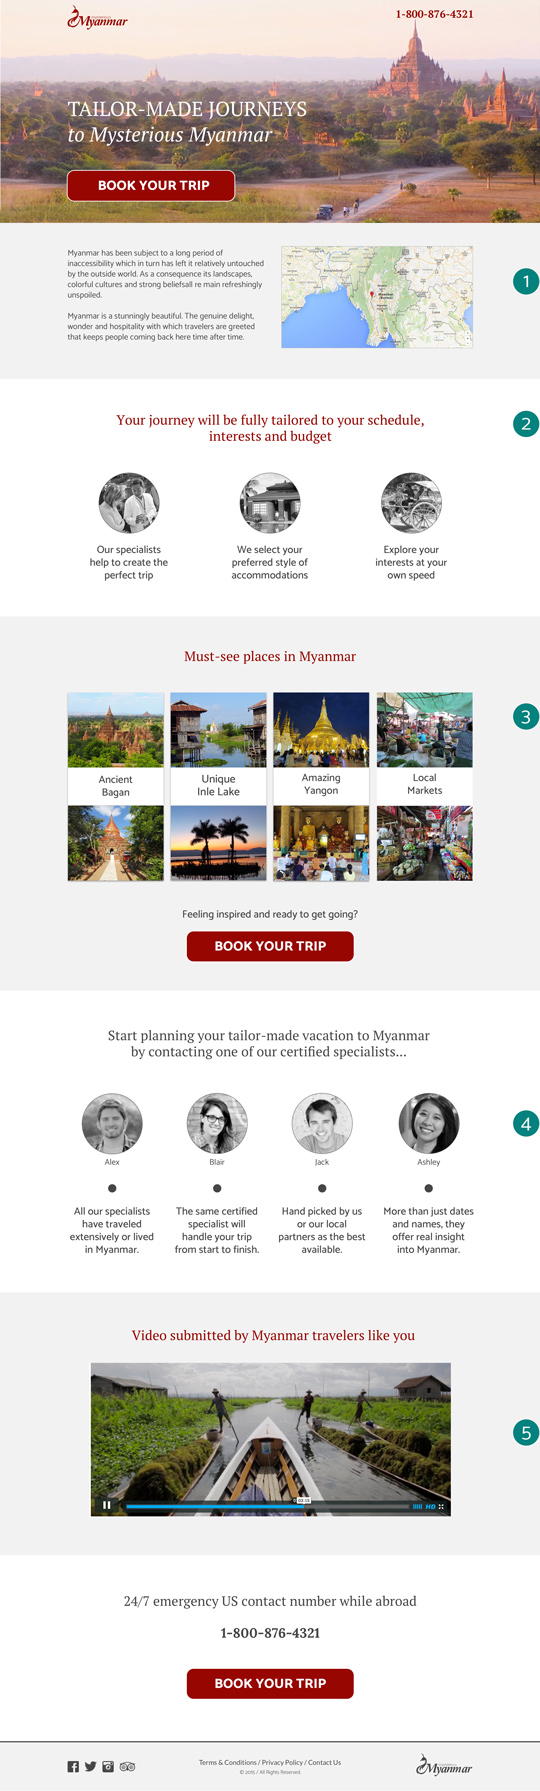 Myanmar
1-800-876-4321
TAILOR-MADE JOURNEYS
to Mysterious Myanmar
BOOK YOUR TRIP
Myanmar has been subject to a long period of
inaccessibility which in turn has left it relatively untouched
by the outside world. As a consequence its landscapes,
colorful cultures and strong beliefsall re main refreshingly
unspoiled.
Myanmar is a stunningly beautiful. The genuine delight,
wonder and hospitality with which travelers are greeted
that keeps people coming back here time after time.
1
Your journey will be fully tailored to your schedule,
interests and budget
2
Our specialists
help to create the
perfect trip
We select your
preferred style of
accommodations
Explore your
interests at your
own speed
Must-see places in Myanmar
3
Ancient
Bagan
Unique
Inle Lake
Amazing
Yangon
Local
Markets
Feeling inspired and ready to get going?
BOOK YOUR TRIP
Start planning your tailor-made vacation to Myanmar
by contacting one of our certified specialists...
4
Alex
Blair
Jack
Ashley
All our specialists
have traveled
extensively or lived
in Myanmar.
The same certified
specialist will
handle your trip
from start to finish.
Hand picked by us
or our local
partners as the best
available.
More than just dates
and names, they
offer real insight
into Myanmar.
Video submitted by Myanmar travelers like you
5
HD
24/7 emergency US contact number while abroad
1-800-876-4321
BOOK YOUR TRIP
Terms & Conditions / Privacy Policy / Contact Us
© 2015 / All Rights Reserved.
Myanmar